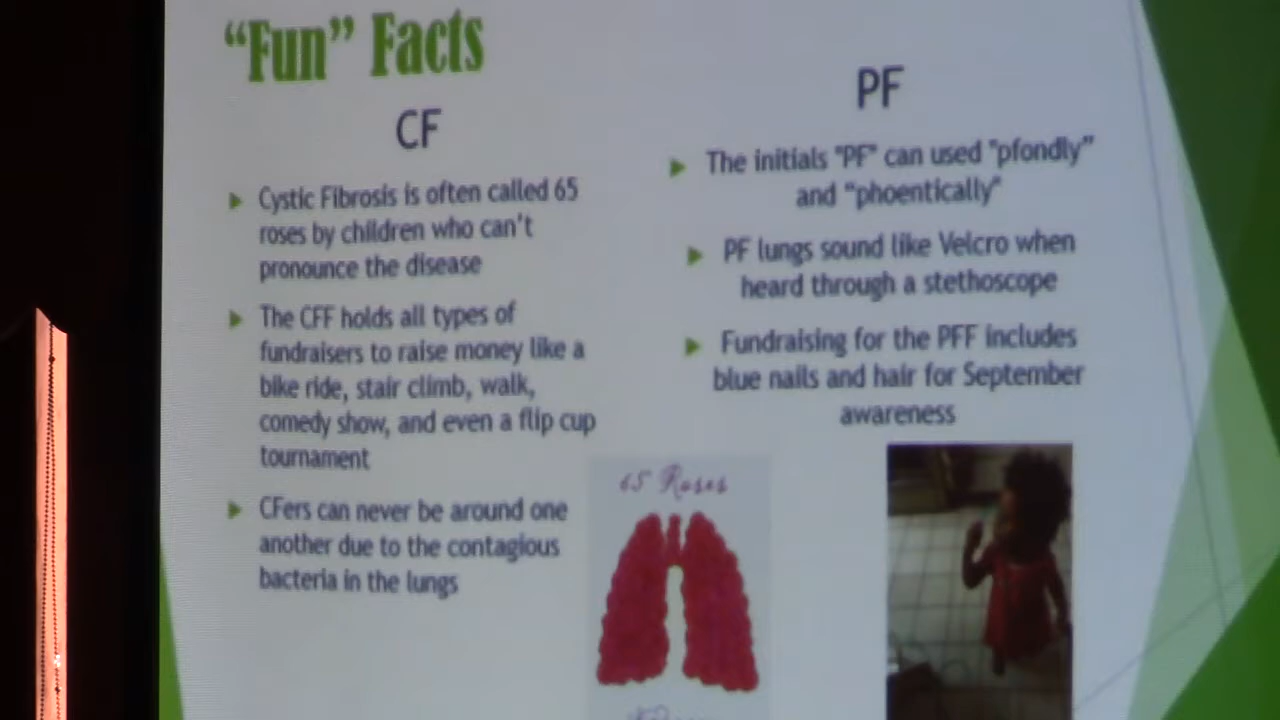 “Fun” Facts
CF
Cystic Fibrosis is often called 65
roses by children who can't
pronounce the disease
The CFF holds all types of
fundraisers to raise money like a
bike ride, stair climb, walk,
comedy show, and even a flip cup
tournament
CFers can never be around one
another due to the contagious
bacteria in the lungs
PF
The initials "PF" can used "pfondly”
and “phoentically"
PF lungs sound like Velcro when
heard through a stethoscope
Fundraising for the PFF includes
blue nails and hair for September
awareness
65 Roses